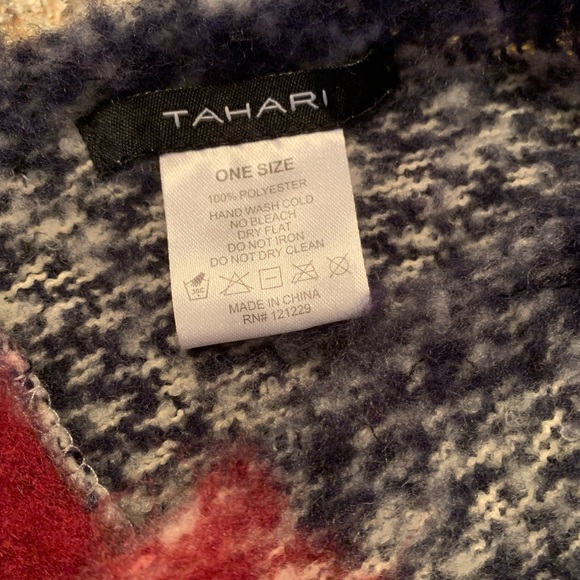 TAHARI
ONE SIZE
100% POLYESTER
HAND WASH COLD
NO BLEACH
DRY FLAT
DO NOT IRON
DO NOT DRY CLEAN
30C
MADE IN CHINA
RN# 121229